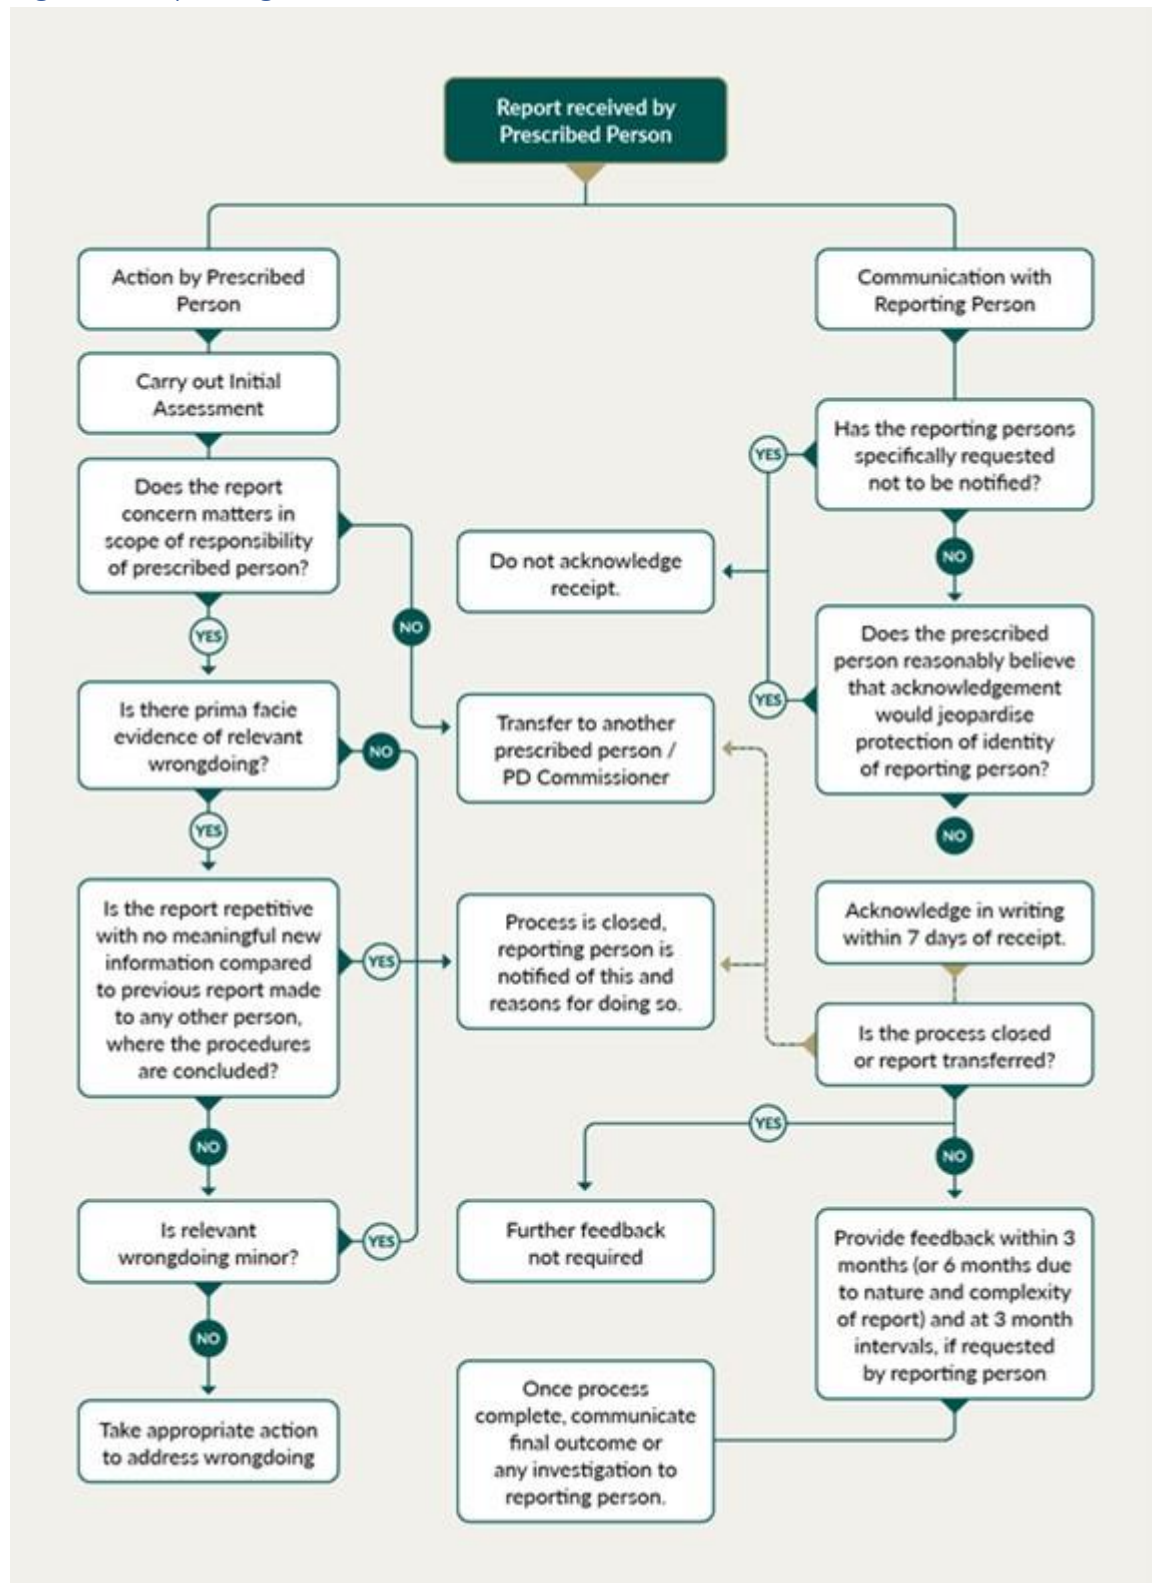 Report received by
Prescribed Person
Action by Prescribed
Person
Carry out Initial
Assessment
Does the report
concern matters in
scope of responsibility
of prescribed person?
NO
YES
Is there prima facie
evidence of relevant
wrongdoing?
NO
YES
Is the report repetitive
with no meaningful new
information compared
to previous report made
to any other person,
where the procedures
are concluded?
YES
NO
Is relevant
wrongdoing minor?
YES
NO
Take appropriate action
to address wrongdoing
Do not acknowledge
receipt.
Transfer to another
prescribed person /
PD Commissioner
Process is closed,
reporting person is
notified of this and
reasons for doing so.
Communication with
Reporting Person
Has the reporting persons
specifically requested
not to be notified?
YES
NO
Does the prescribed
person reasonably believe
that acknowledgement
would jeopardise
protection of identity
of reporting person?
YES
NO
Acknowledge in writing
within 7 days of receipt.
Is the process closed
or report transferred?
YES
NO
Further feedback
not required
Provide feedback within 3
months (or 6 months due
to nature and complexity
of report) and at 3 month
intervals, if requested
by reporting person
Once process
complete, communicate
final outcome or
any investigation to
reporting person.